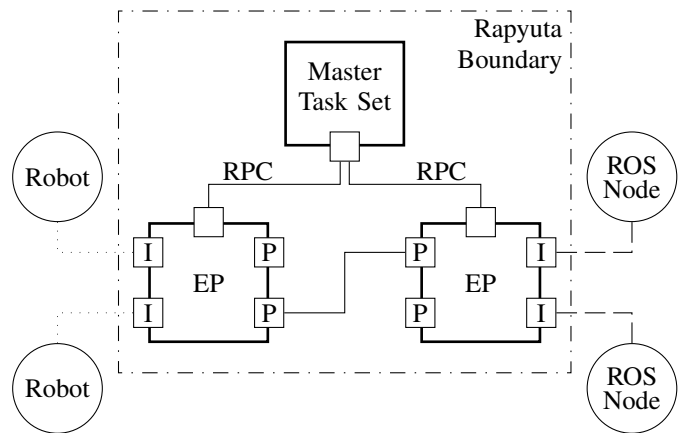 Rapyuta
Boundary
Master
Task Set
RPC
RPC
Robot
ROS
Node
I
P
P
I
EP
EP
I
P
P
I
Robot
ROS
Node